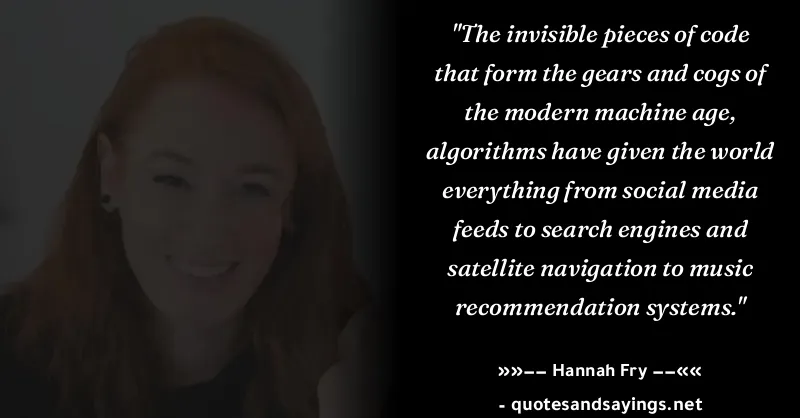 "The invisible pieces of code
that form the gears and cogs of
the modern machine age,
algorithms have given the world
everything from social media
feeds to search engines and
satellite navigation to music
recommendation systems."
»»–– Hannah Fry ––««
- quotesandsayings.net